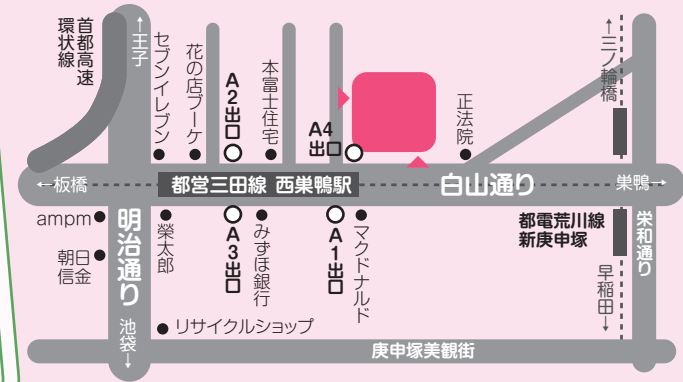 首都高速
環状線
←王子
セブンイレブン
花の店ブーケ
A2出口
本富士住宅
A4
出口
正法院
←三ノ輪橋
←板橋
都営三田線 西巣鴨駅
白山通り
巣鴨→
ampm
朝日
信金
明治通り
榮太郎
A3出口
みずほ銀行
A1出口
マクドナルド
都電荒川線
新庚申塚
栄和通り
早稲田→
池袋→
リサイクルショップ
庚申塚美観街